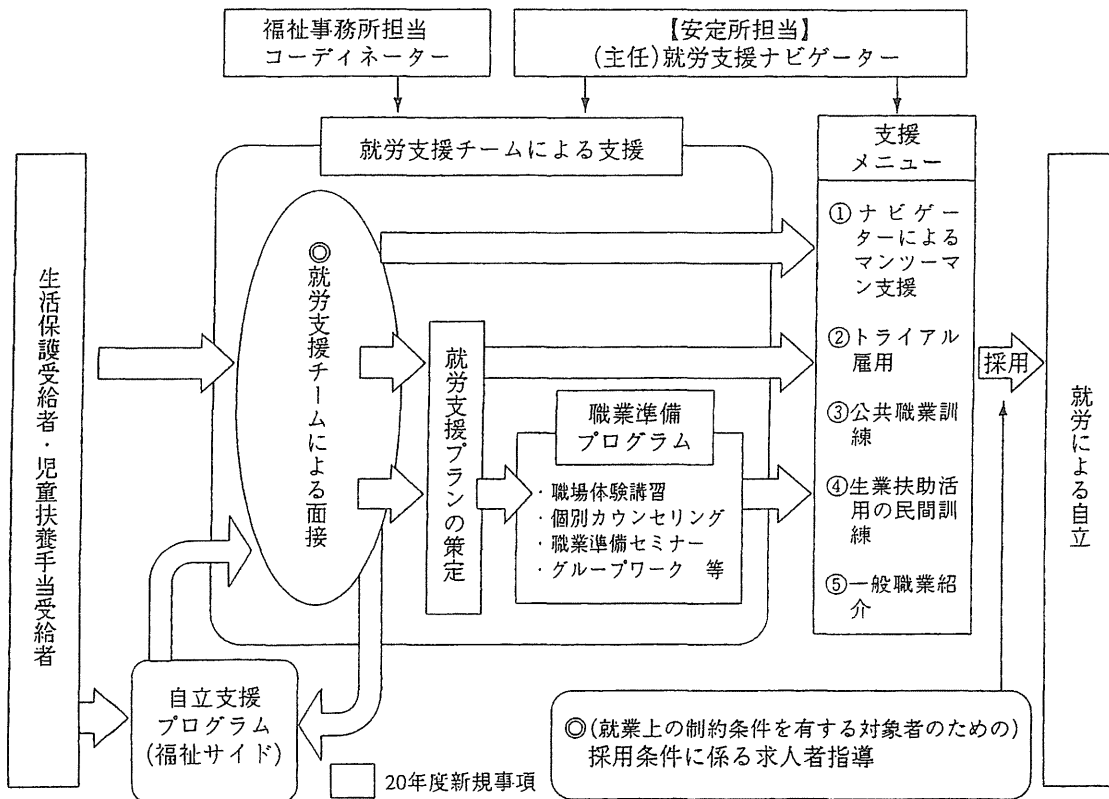 福祉事務所担当
コーディネーター
【安定所担当】
(主任)就労支援ナビゲーター
就労支援チームによる支援
支援
メニュー
生活保護受給者・児童扶養手当受給者
◎就労支援チームによる面接
就労支援プランの策定
職業準備
プログラム
・職場体験講習
・個別カウンセリング
・職業準備セミナー
・グループワーク 等
①ナビゲー
ターによる
マンツーマ
ン支援
②トライアル
雇用
③公共職業訓
練
④生業扶助活
用の民間訓
練
⑤一般職業紹
介
採用
就労による自立
自立支援
プログラム
(福祉サイド)
20年度新規事項
◎(就業上の制約条件を有する対象者のための)
採用条件に係る求人者指導